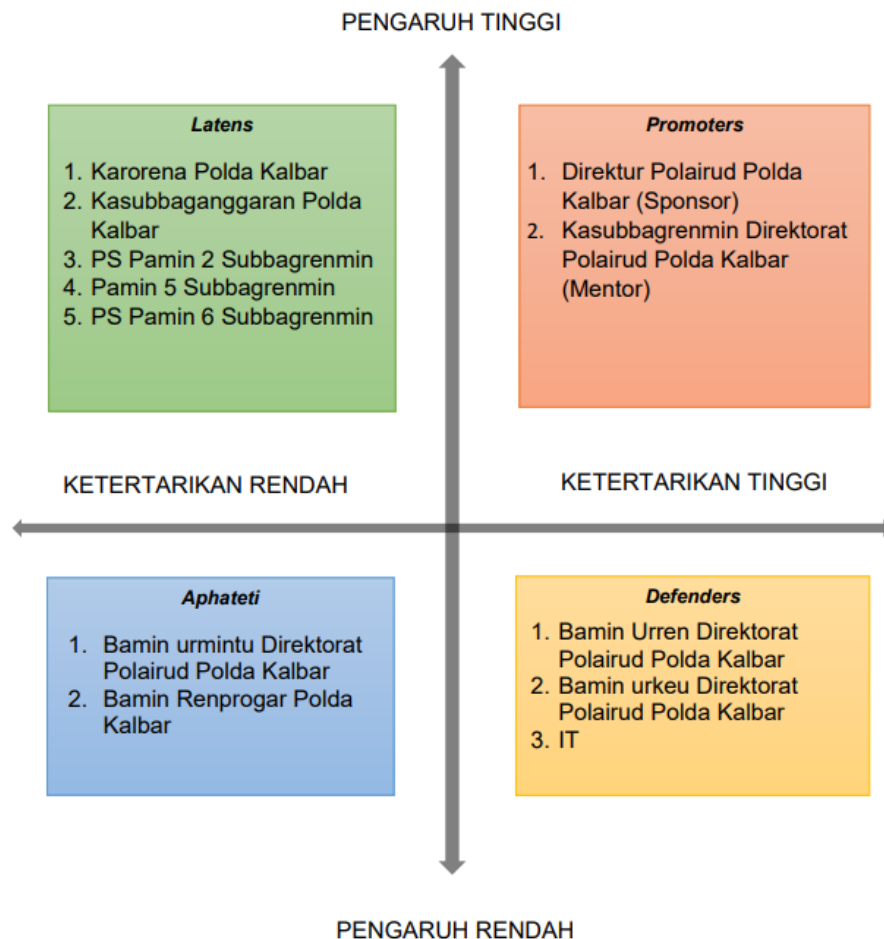 PENGARUH TINGGI
Latens
1. Karorena Polda Kalbar
2. Kasubbaganggaran Polda
Kalbar
3. PS Pamin 2 Subbagrenmin
4. Pamin 5 Subbagrenmin
5. PS Pamin 6 Subbagrenmin
Promoters
1. Direktur Polairud Polda
Kalbar (Sponsor)
2. Kasubbagrenmin Direktorat
Polairud Polda Kalbar
(Mentor)
KETERTARIKAN RENDAH
KETERTARIKAN TINGGI
Aphateti
1. Bamin urmintu Direktorat
Polairud Polda Kalbar
2. Bamin Renprogar Polda
Kalbar
Defenders
1. Bamin Urren Direktorat
Polairud Polda Kalbar
2. Bamin urkeu Direktorat
Polairud Polda Kalbar
3. IT
PENGARUH RENDAH